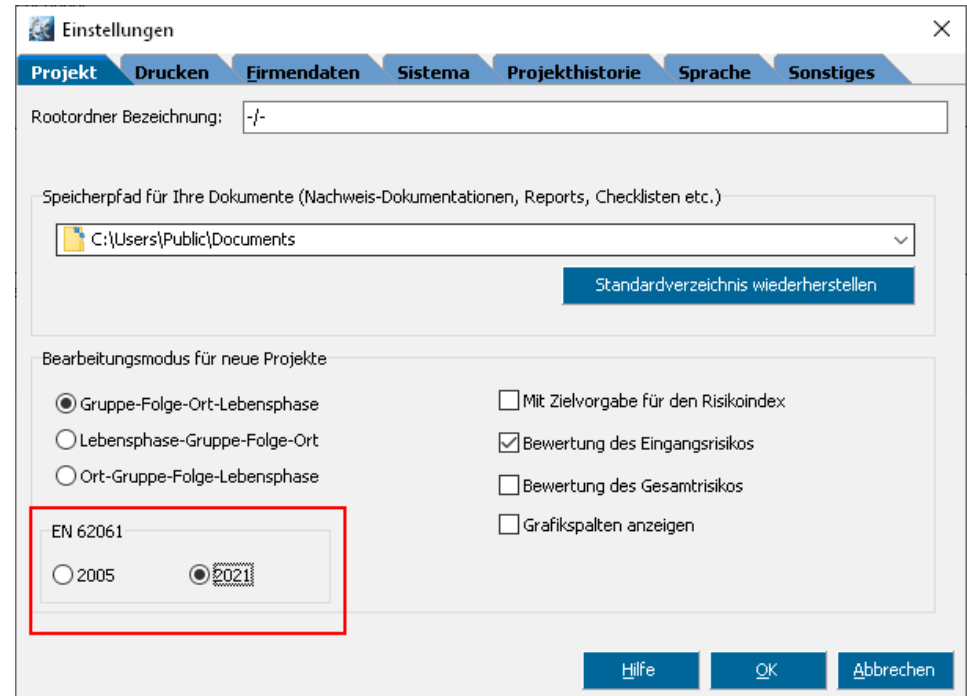 Einstellungen
Projekt Drucken Firmendaten Sistema Projekthistorie Sprache Sonstiges
Rootordner Bezeichnung: -/-
Speicherpfad für Ihre Dokumente (Nachweis-Dokumentationen, Reports, Checklisten etc.)
C:\Users\Public\Documents
Standardverzeichnis wiederherstellen
Bearbeitungsmodus für neue Projekte
Gruppe-Folge-Ort-Lebensphase
Mit Zielvorgabe für den Risikoindex
Lebensphase-Gruppe-Folge-Ort
Bewertung des Eingangsrisikos
Ort-Gruppe-Folge-Lebensphase
Bewertung des Gesamtrisikos
EN 62061
Grafikspalten anzeigen
2005 2021
Hilfe OK Abbrechen